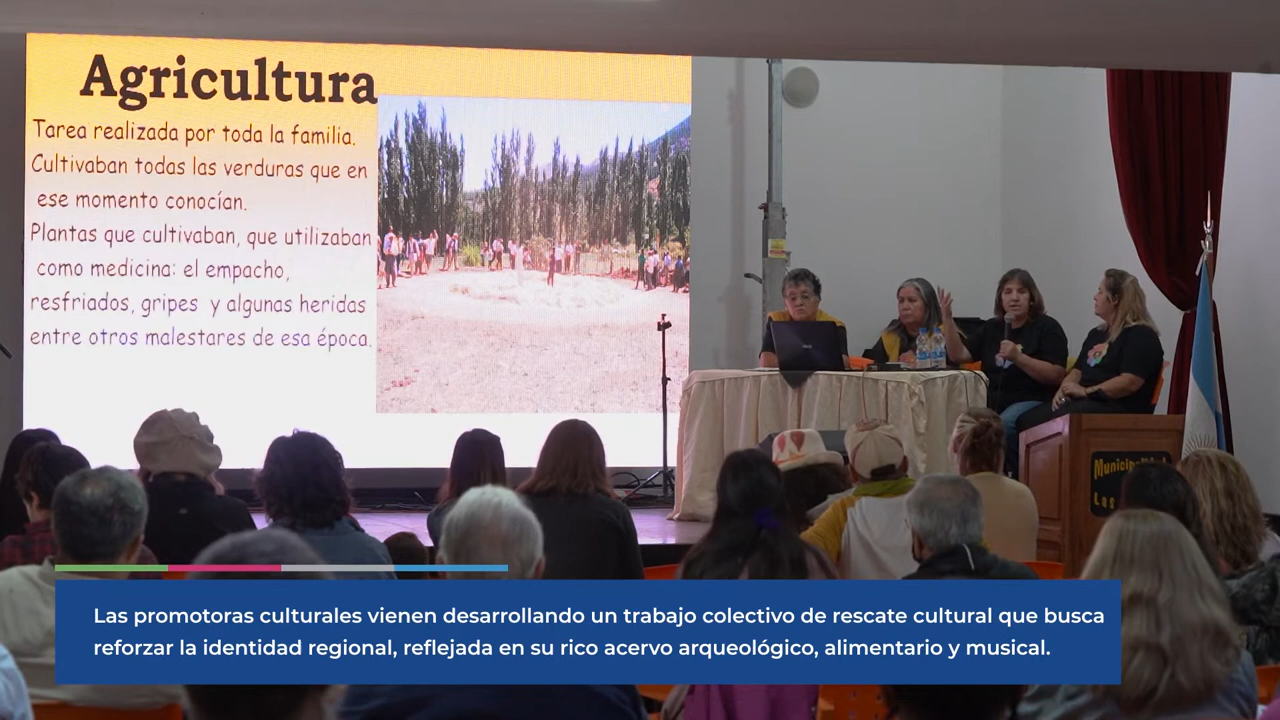 Agricultura
Tarea realizada por toda la familia.
Cultivaban todas las verduras que en
ese momento conocían.
Plantas que cultivaban, que utilizaban
como medicina: el empacho,
resfriados, gripes y algunas heridas
entre otros malestares de esa época.
Las
Las promotoras culturales vienen desarrollando un trabajo colectivo de rescate cultural que busca
reforzar la identidad regional, reflejada en su rico acervo arqueológico, alimentario y musical.